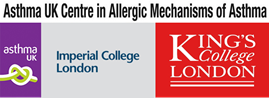 Asthma UK Centre in Allergic Mechanisms of Asthma
asthma
UK
Imperial College
London
KING'S
College
LONDON